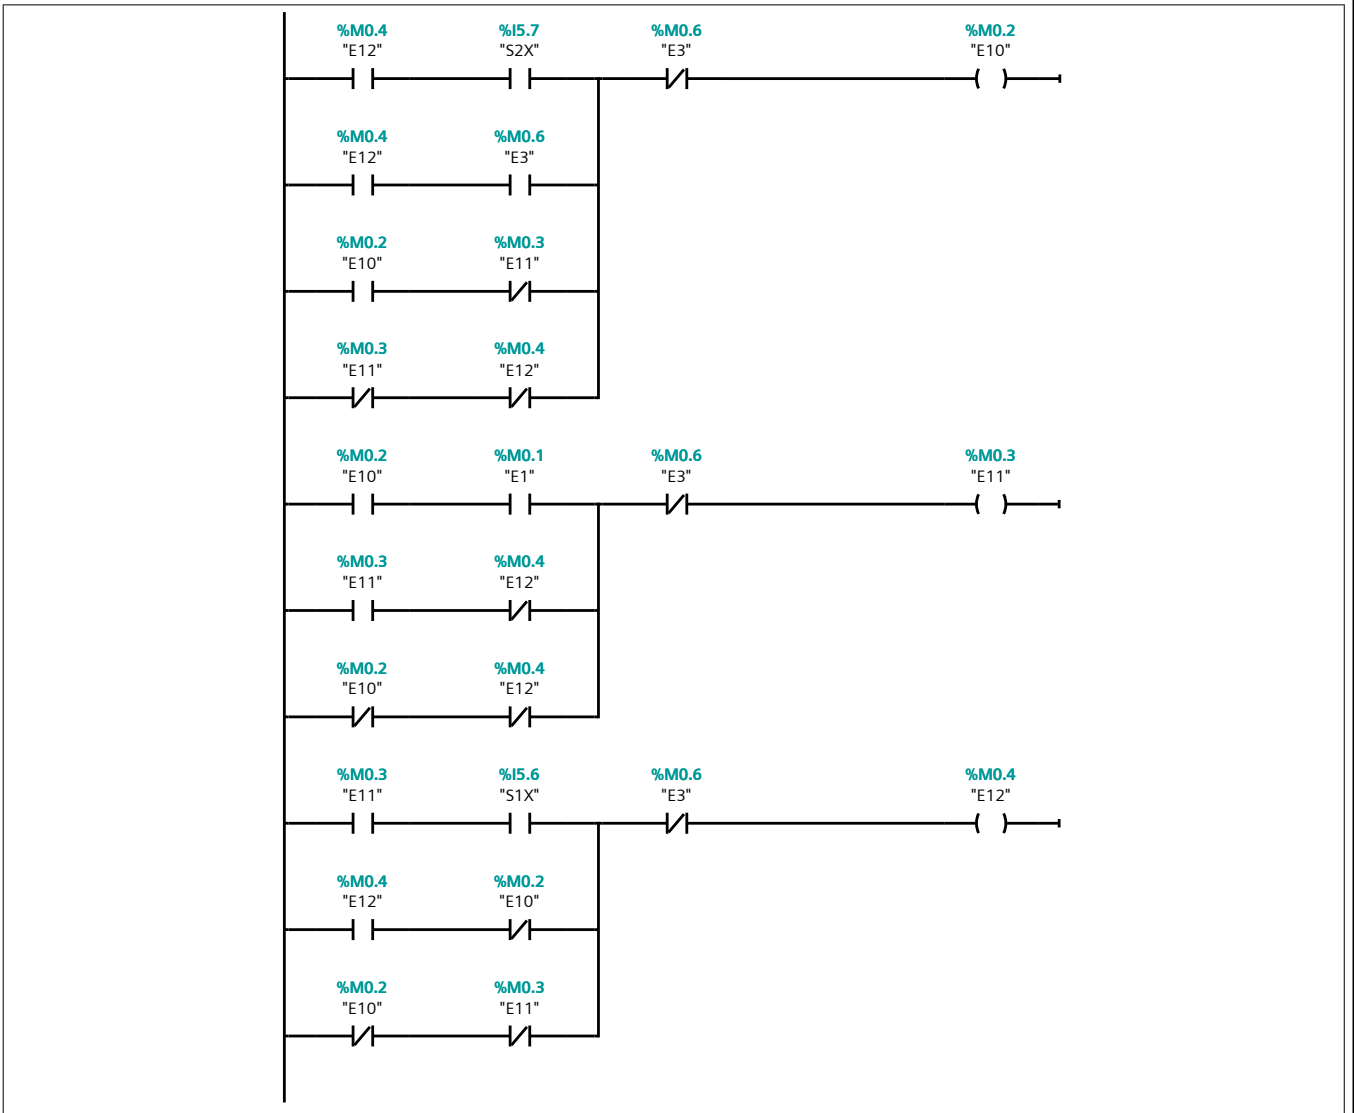 %M0.4 %I5.7 %M0.6 %M0.2
"E12" "S2X" "E3" "E10"
%M0.4 %M0.6
"E12" "E3"
%M0.2 %M0.3
"E10" "E11"
%M0.3 %M0.4
"E11" "E12"
%M0.2 %M0.1 %M0.6 %M0.3
"E10" "E1" "E3" "E11"
%M0.3 %M0.4
"E11" "E12"
%M0.2 %M0.4
"E10" "E12"
%M0.3 %I5.6 %M0.6 %M0.4
"E11" "S1X" "E3" "E12"
%M0.4 %M0.2
"E12" "E10"
%M0.2 %M0.3
"E10" "E11"